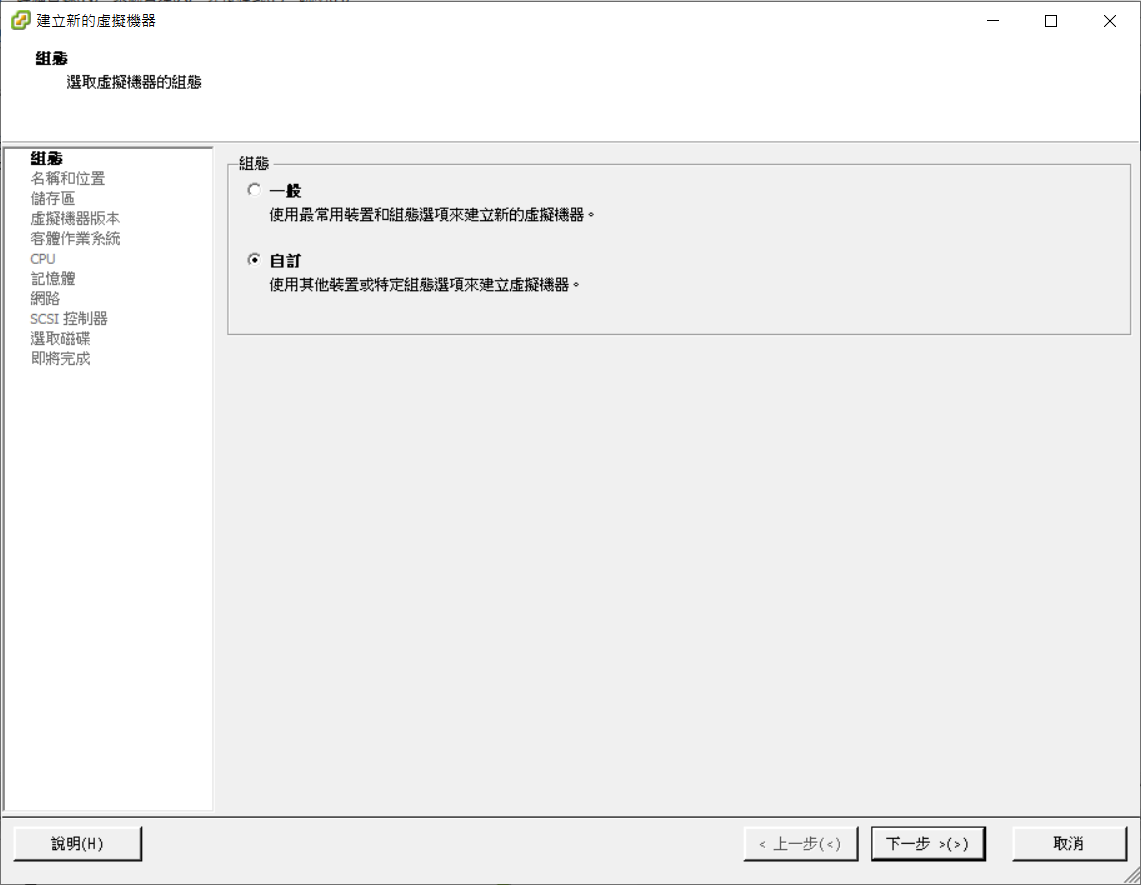 建立新的虛擬機器
組態
選取虛擬機器的組態
組態
名稱和位置
儲存區
虛擬機器版本
客體作業系統
CPU
記憶體
網路
SCSI 控制器
選取磁碟
即將完成
組態
一般
使用最常用裝置和組態選項來建立新的虛擬機器。
自訂
使用其他裝置或特定組態選項來建立虛擬機器。
說明(H)
< 上一步(<)
下一步 >(>)
取消